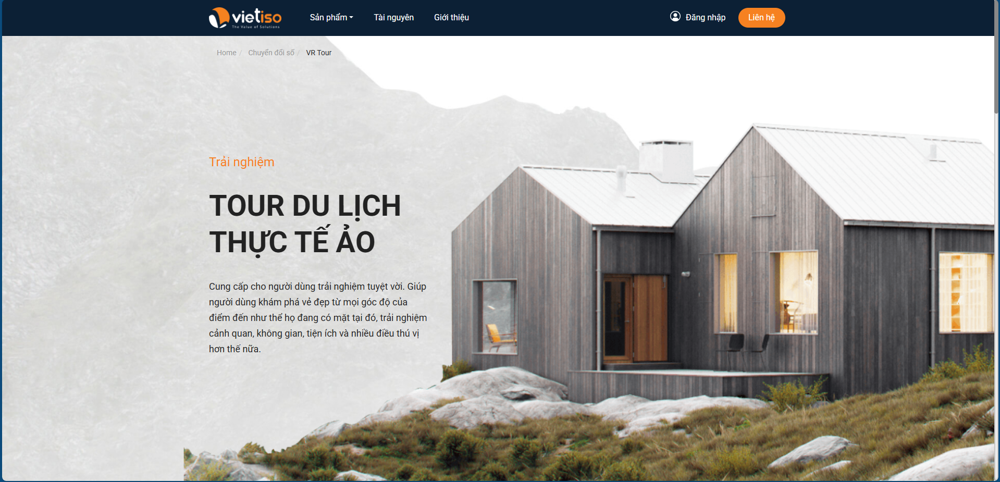 vietiso
The Value of Solutions
Sản phẩm
Tài nguyên
Giới thiệu
Đăng nhập
Liên hệ
Home / Chuyển đổi số / VR Tour
Trải nghiệm
TOUR DU LỊCH
THỰC TẾ ẢO
Cung cấp cho người dùng trải nghiệm tuyệt vời. Giúp
người dùng khám phá vẻ đẹp từ mọi góc độ của
điểm đến như thể họ đang có mặt tại đó, trải nghiệm
cảnh quan, không gian, tiện ích và nhiều điều thú vị
hơn thế nữa.